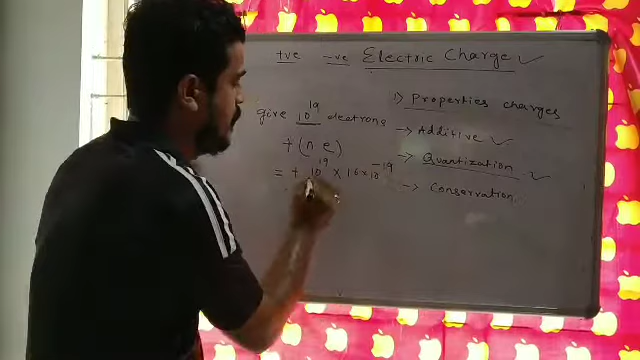 +ve -ve Electric Charge ✓
give 10^19 electrons
+ (n e)
= + 10^19 × 1.6 × 10^-19
1) Properties charges
-> Additive ✓
-> Quantization ✓
-> Conservation